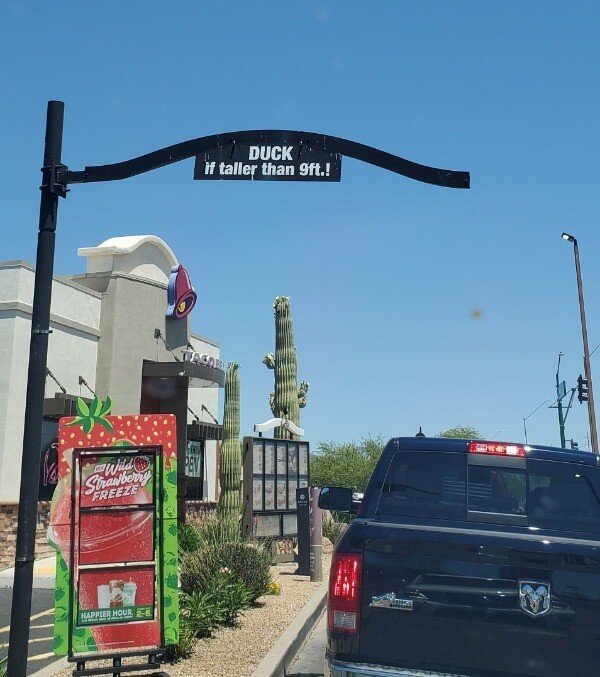 DUCK
if taller than 9ft.!
TACO
Wild
Strawberry
FREEZE
HAPPIER HOUR